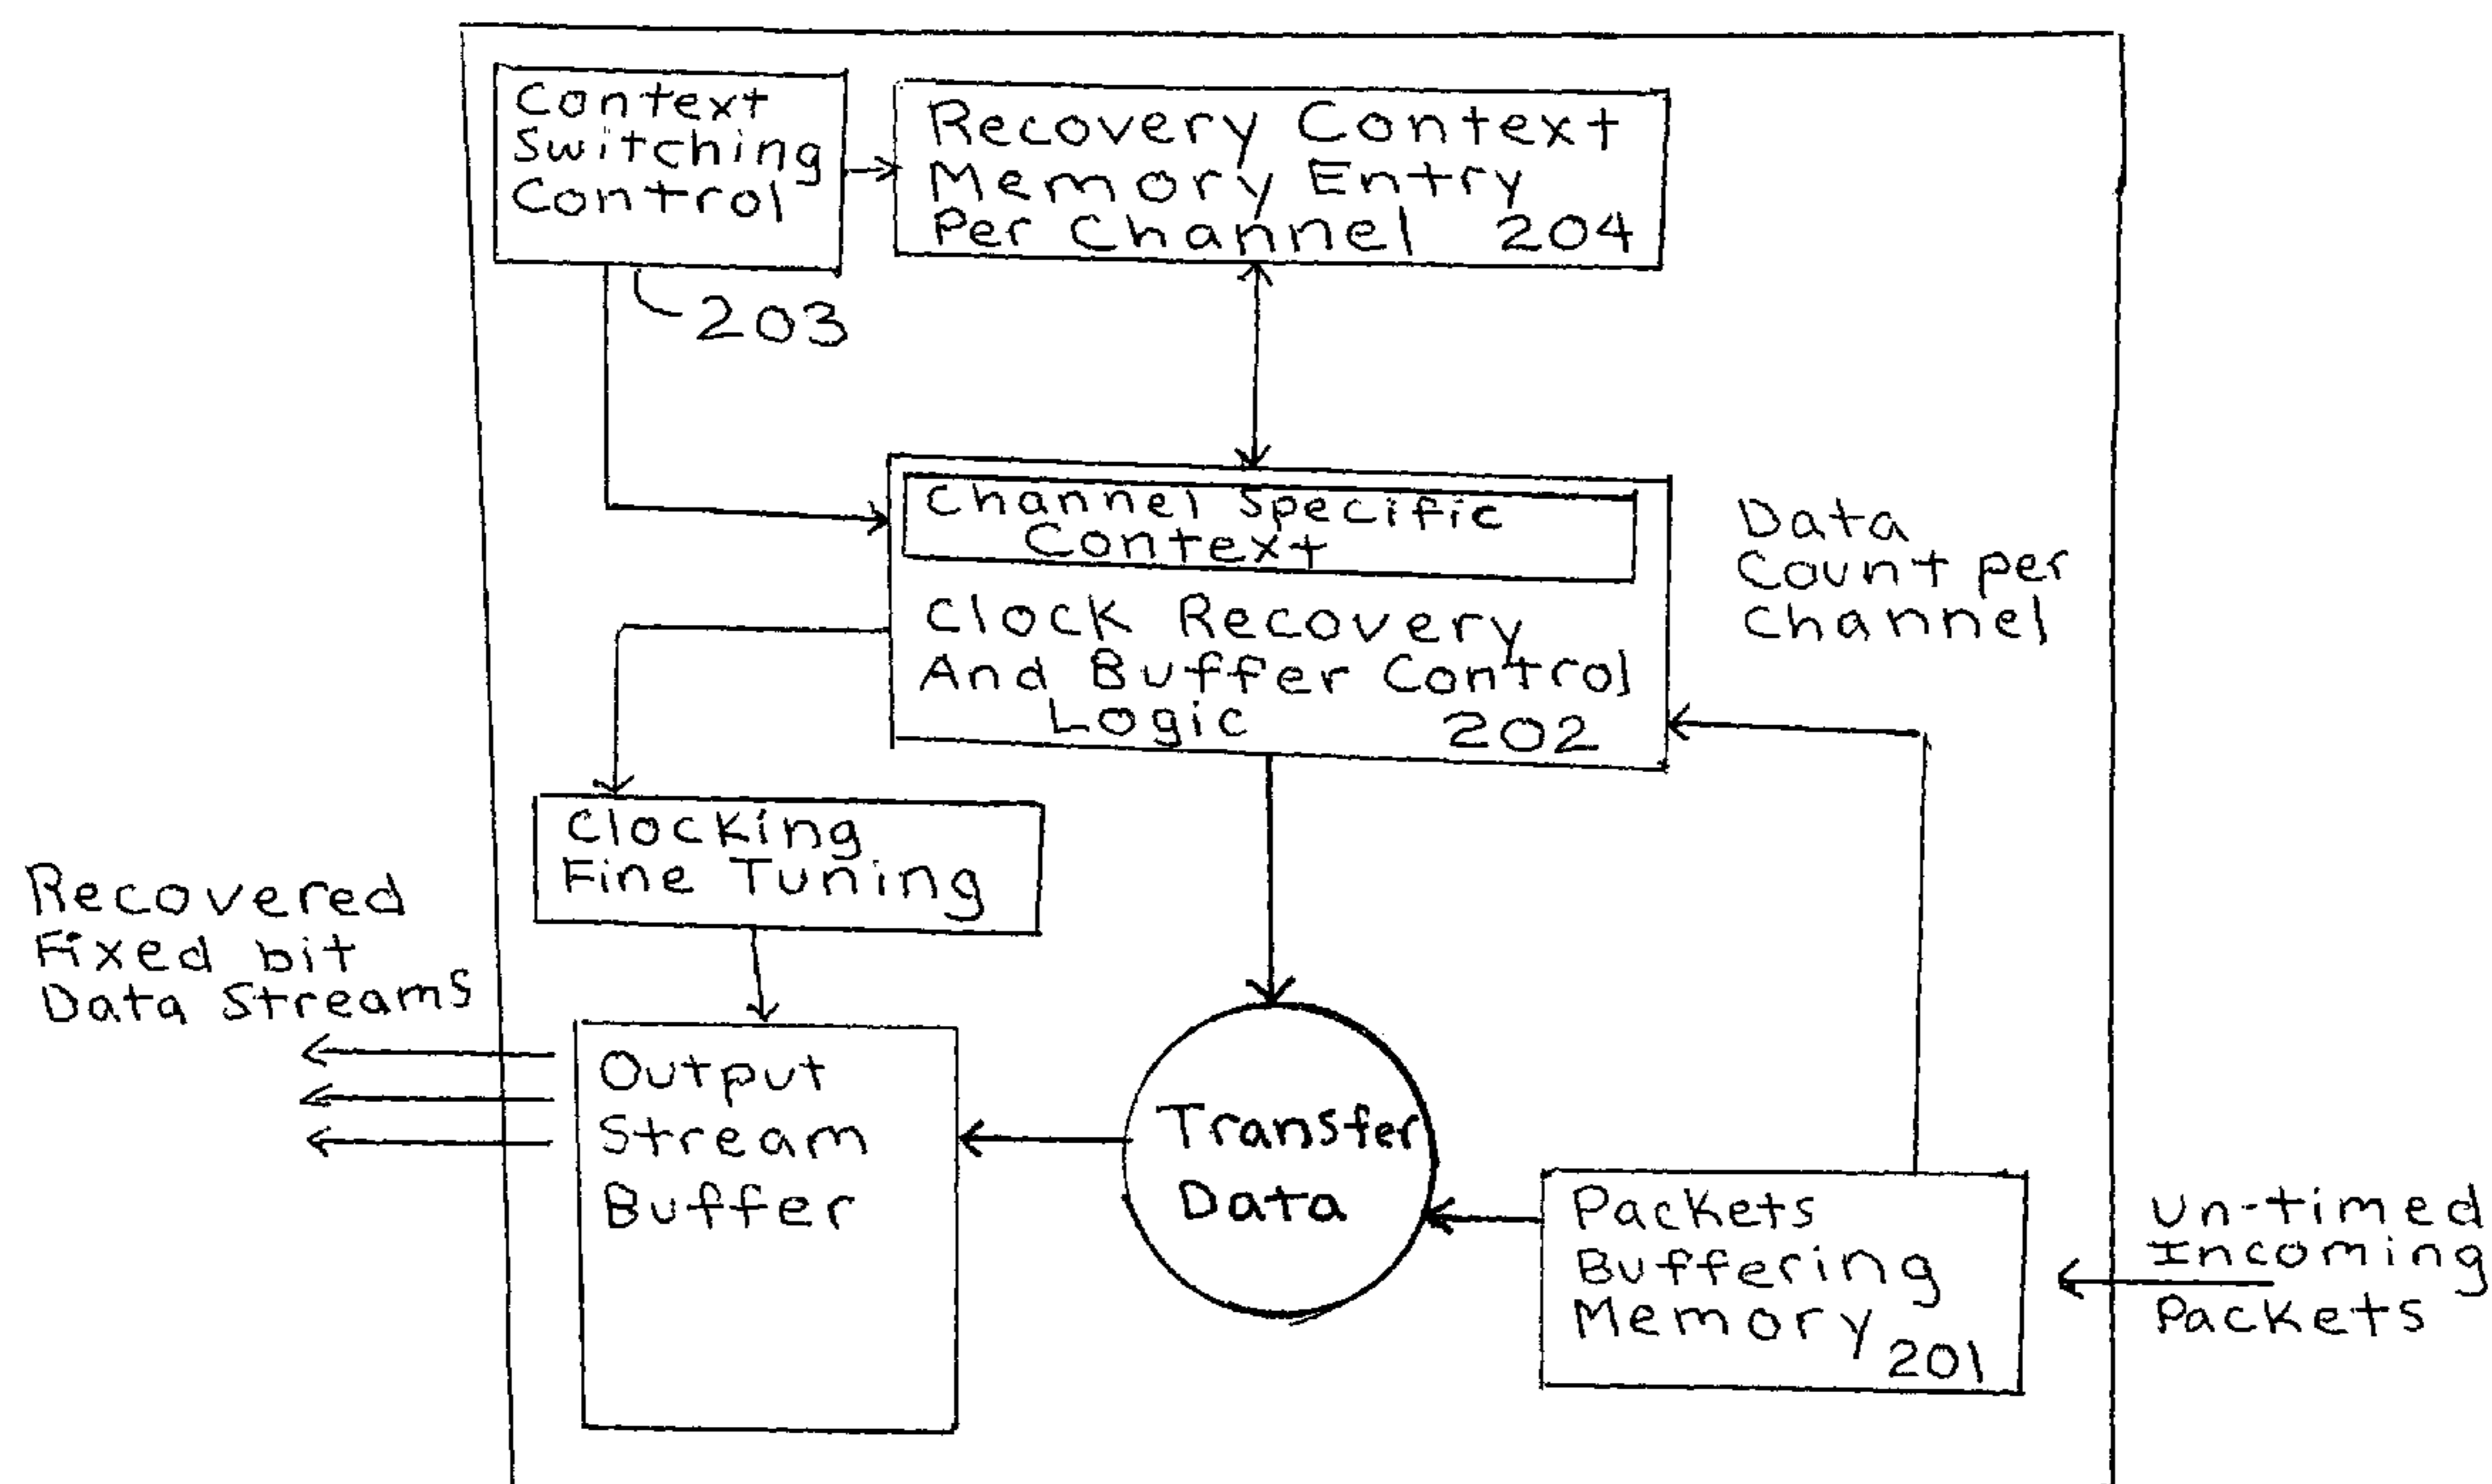 Context
Switching
Control
203
Recovery Context
Memory Entry
Per Channel 204
Channel Specific
Context
Clock Recovery
And Buffer Control
Logic 202
Data
Count per
Channel
Clocking
Fine Tuning
Recovered
Fixed bit
Data Streams
Output
Stream
Buffer
Transfer
Data
Packets
Buffering
Memory 201
Un-timed
Incoming
Packets